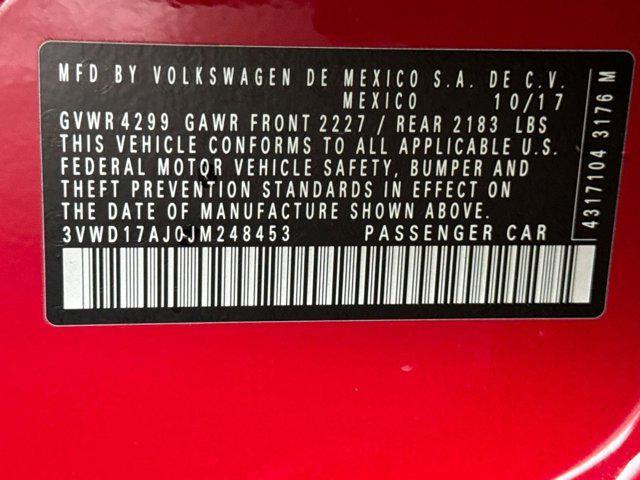 MFD BY VOLKSWAGEN DE MEXICO S.A. DE C.V.
MEXICO 10/17
GVWR 4299 GAWR FRONT 2227 / REAR 2183 LBS
THIS VEHICLE CONFORMS TO ALL APPLICABLE U.S.
FEDERAL MOTOR VEHICLE SAFETY, BUMPER AND
THEFT PREVENTION STANDARDS IN EFFECT ON
THE DATE OF MANUFACTURE SHOWN ABOVE.
3VWD17AJ0JM248453 PASSENGER CAR
4317104 3176 M